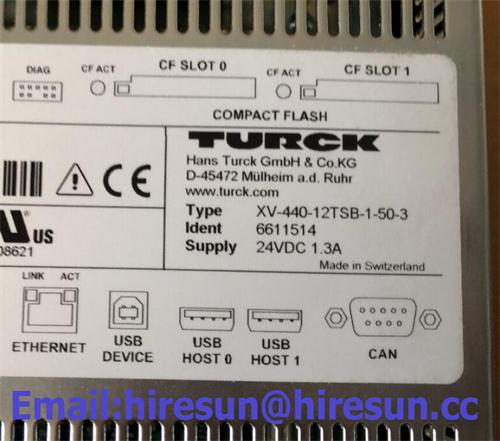 DIAG
CF ACT
CF SLOT 0
CF ACT
CF SLOT 1
COMPACT FLASH
TURCK
Hans Turck GmbH & Co.KG
D-45472 Mülheim a.d. Ruhr
www.turck.com
Type XV-440-12TSB-1-50-3
Ident 6611514
Supply 24VDC 1.3A
Made in Switzerland
CE
US
08621
LINK ACT
ETHERNET
USB
DEVICE
USB
HOST 0
USB
HOST 1
CAN
Email:hiresun@hiresun.cc